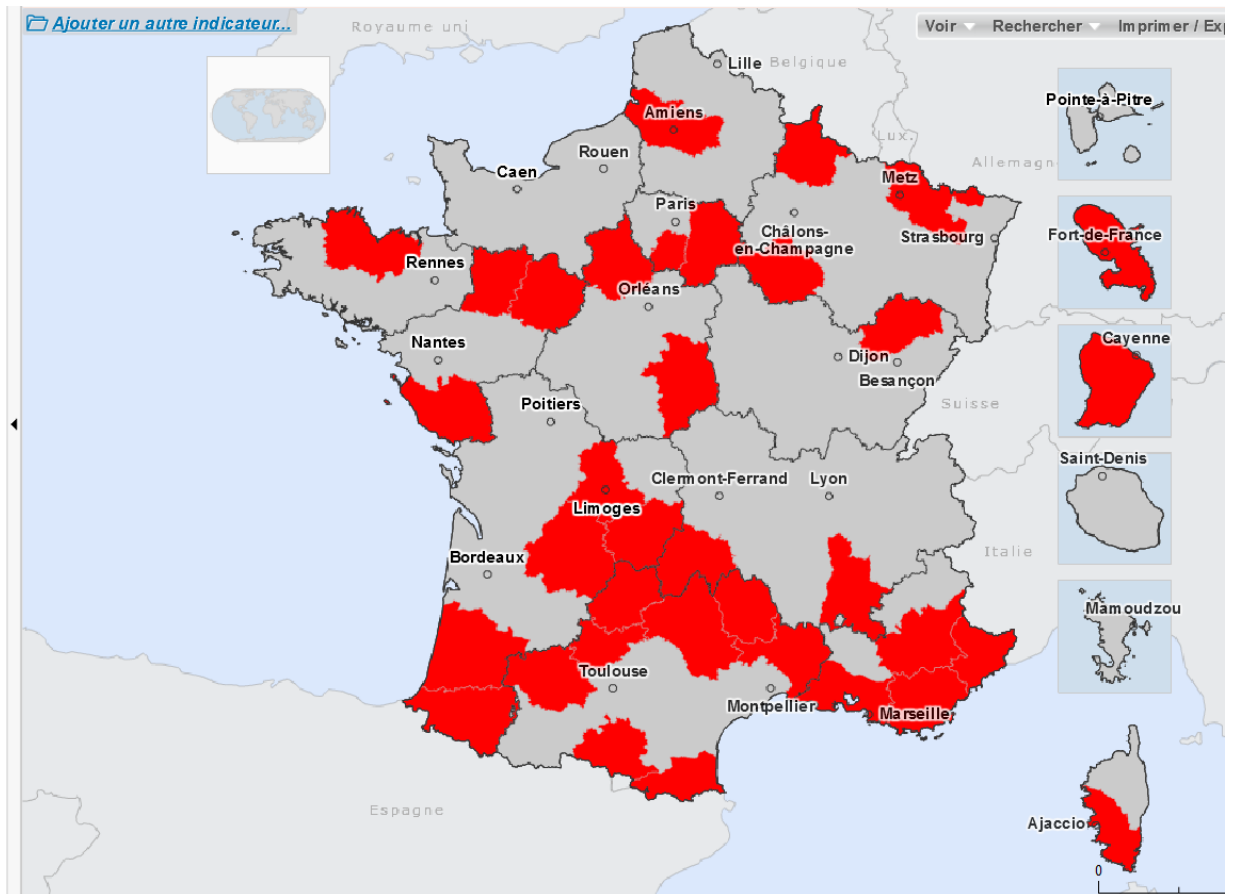 Ajouter un autre indicateur...
Voir
Rechercher
Imprimer / Exp
Royaume uni
Lille
Belgique
Pointe-à-Pitre
Amiens
Lux.
Allemagn
Rouen
Caen
Metz
Paris
Châlons-
en-Champagne
Strasbourg
Fort-de-France
Rennes
Orléans
Nantes
Dijon
Besançon
Cayenne
Poitiers
Suisse
Saint-Denis
Clermont-Ferrand
Lyon
Limoges
Bordeaux
Italie
Mamoudzou
Toulouse
Montpellier
Marseille
Espagne
Ajaccio
0